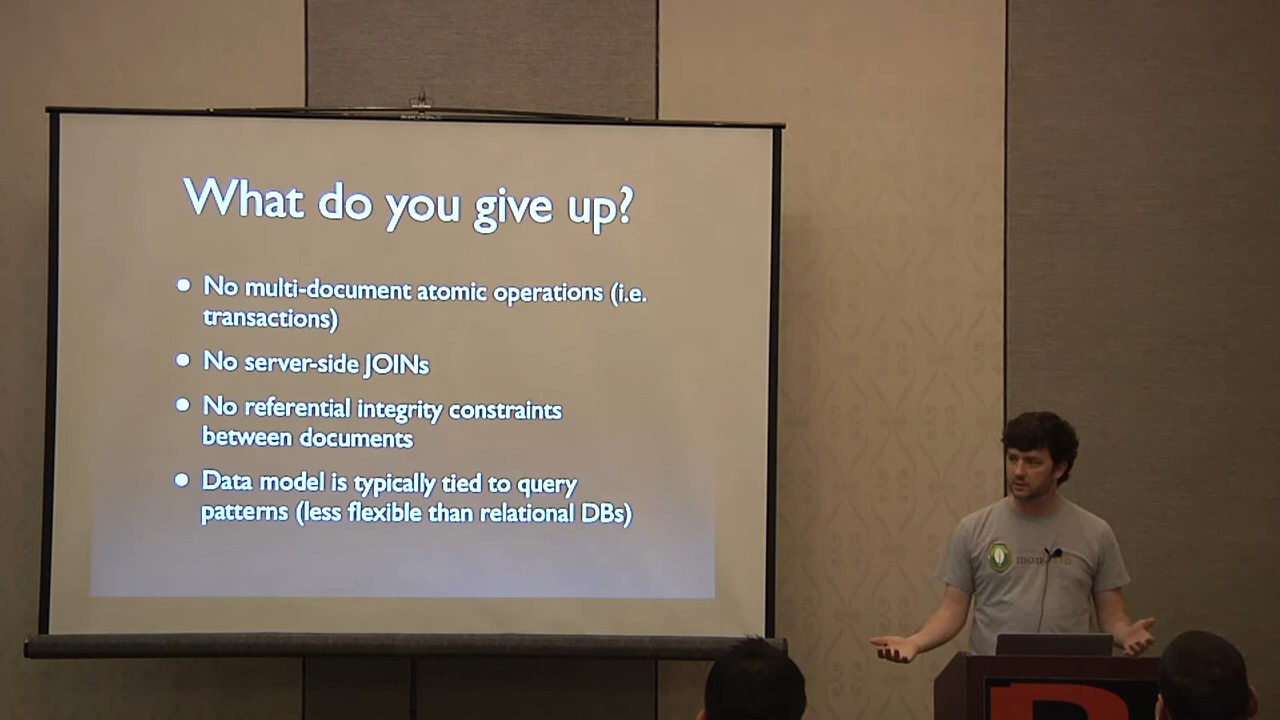 What do you give up?
• No multi-document atomic operations (i.e.
transactions)
• No server-side JOINs
• No referential integrity constraints
between documents
• Data model is typically tied to query
patterns (less flexible than relational DBs)